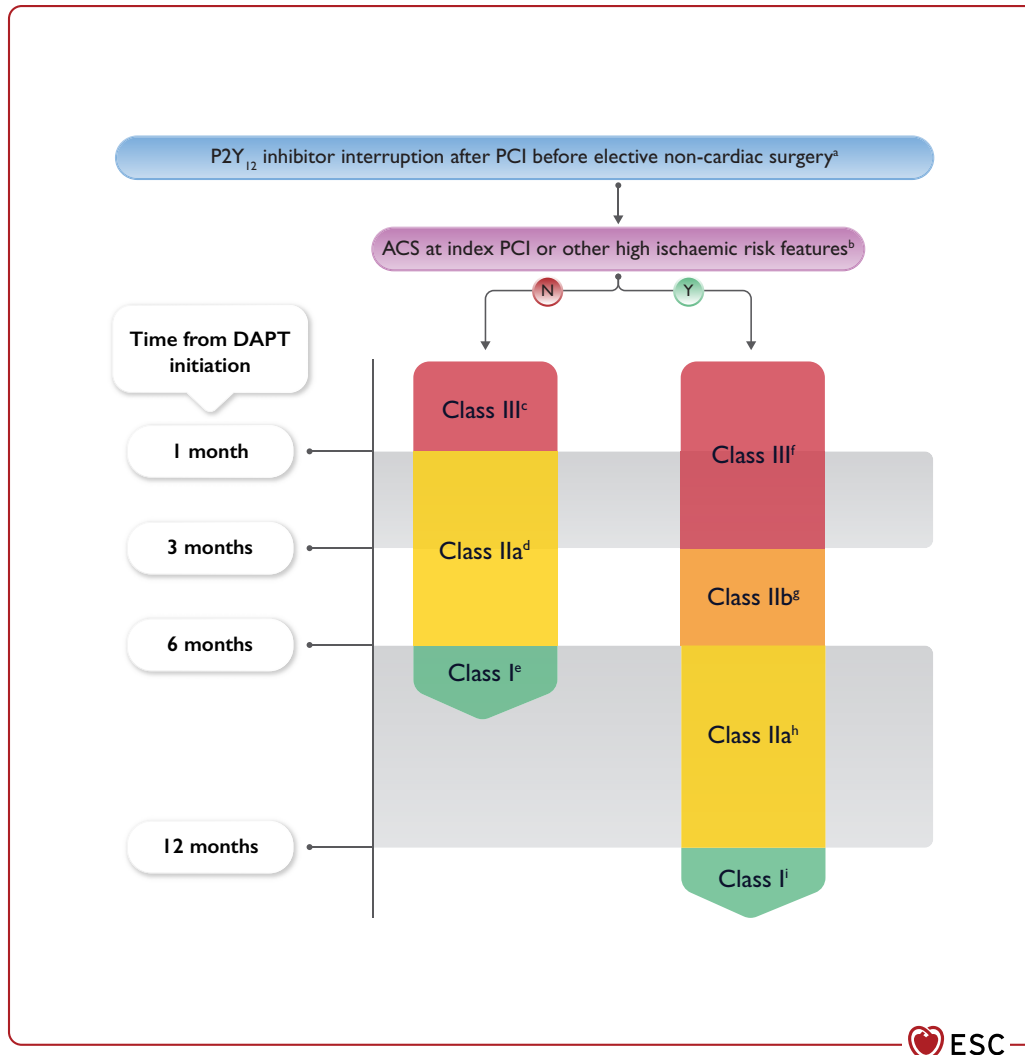 P2Y₁₂ inhibitor interruption after PCI before elective non-cardiac surgeryᵃ
ACS at index PCI or other high ischaemic risk featuresᵇ
N
Y
Time from DAPT
initiation
Class IIIᶜ
1 month
Class IIIᶠ
3 months
Class IIaᵈ
Class IIbᵍ
6 months
Class Iᵉ
Class IIaʰ
12 months
Class Iⁱ
ESC